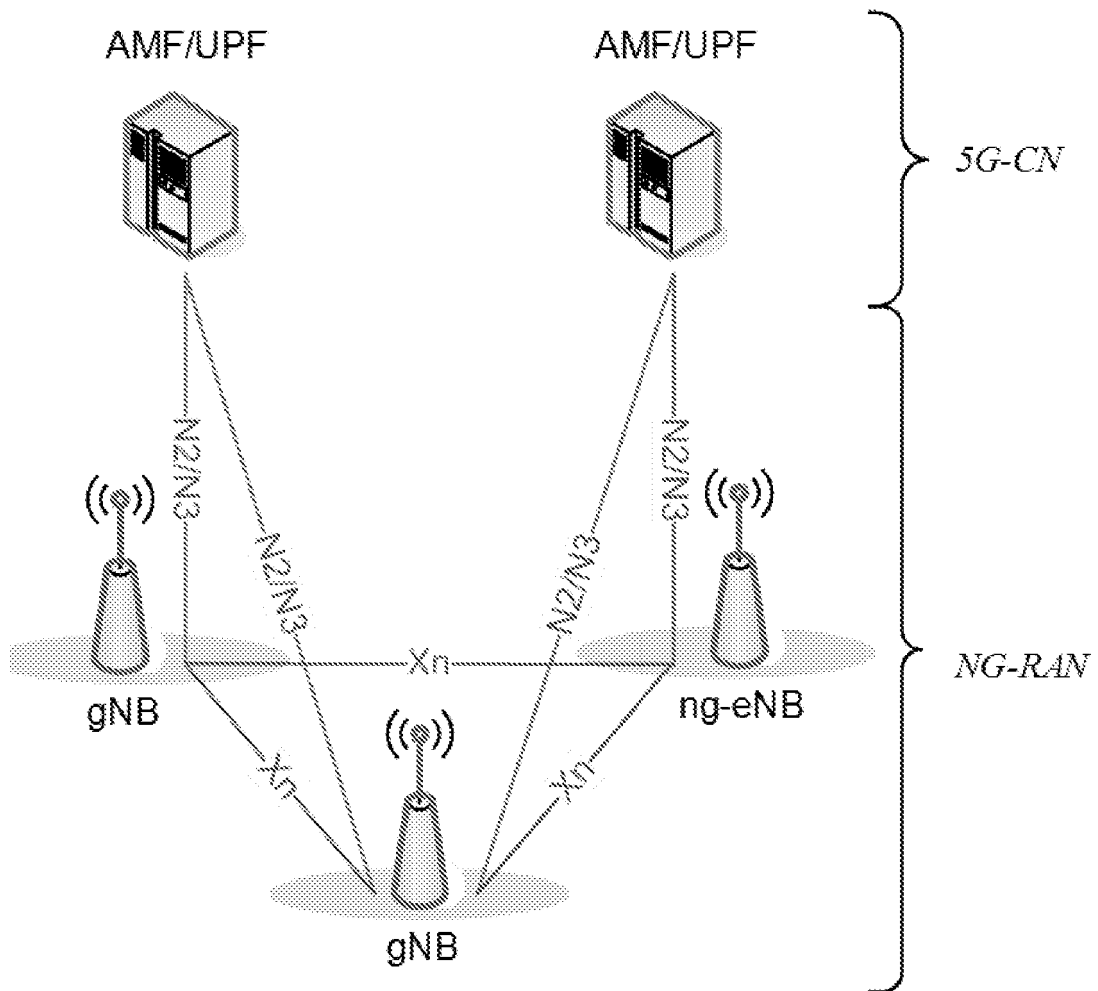 AMF/UPF
AMF/UPF
5G-CN
N2/N3
N2/N3
N2/N3
N2/N3
Xn
gNB
ng-eNB
NG-RAN
Xn
Xn
gNB